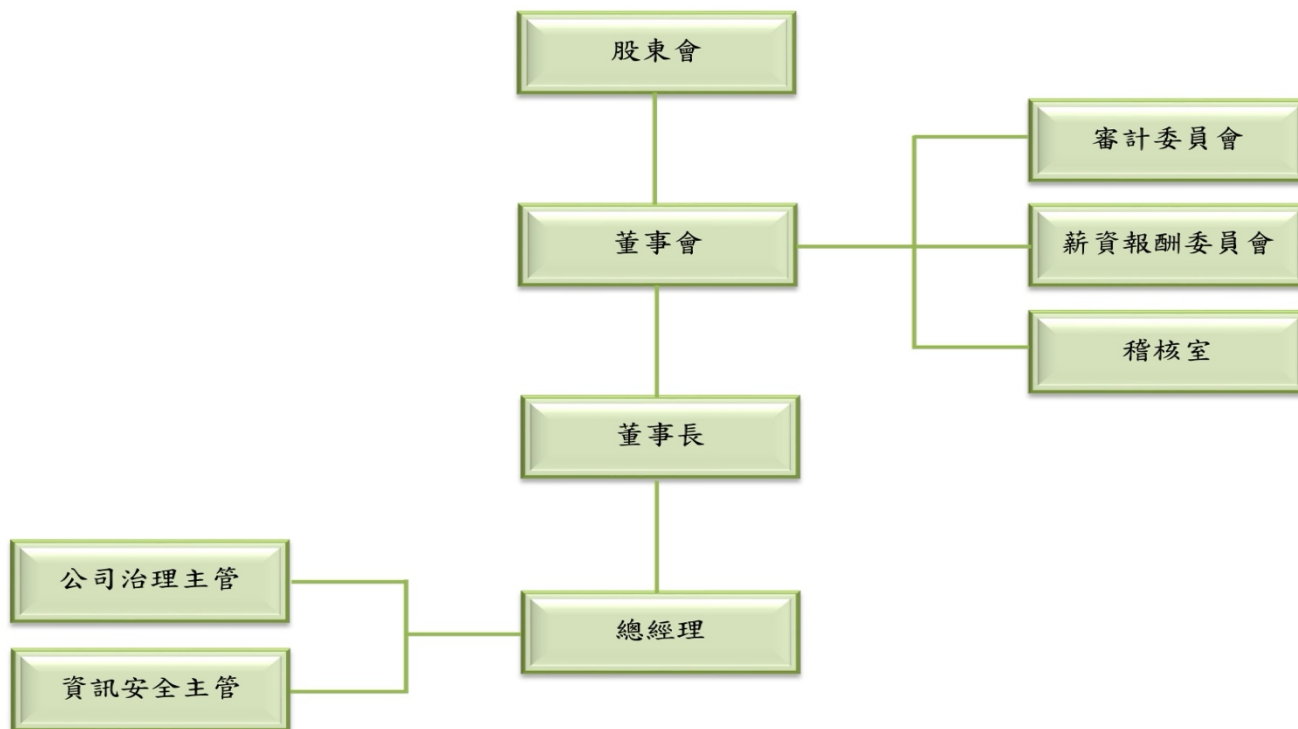 股東會
審計委員會
董事會
薪資報酬委員會
稽核室
董事長
公司治理主管
總經理
資訊安全主管